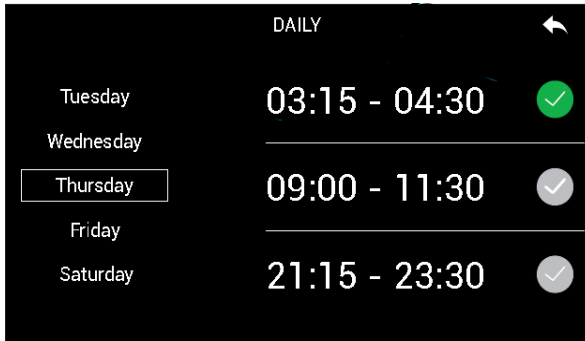 DAILY
Tuesday
Wednesday
Thursday
Friday
Saturday
03:15 - 04:30
09:00 - 11:30
21:15 - 23:30